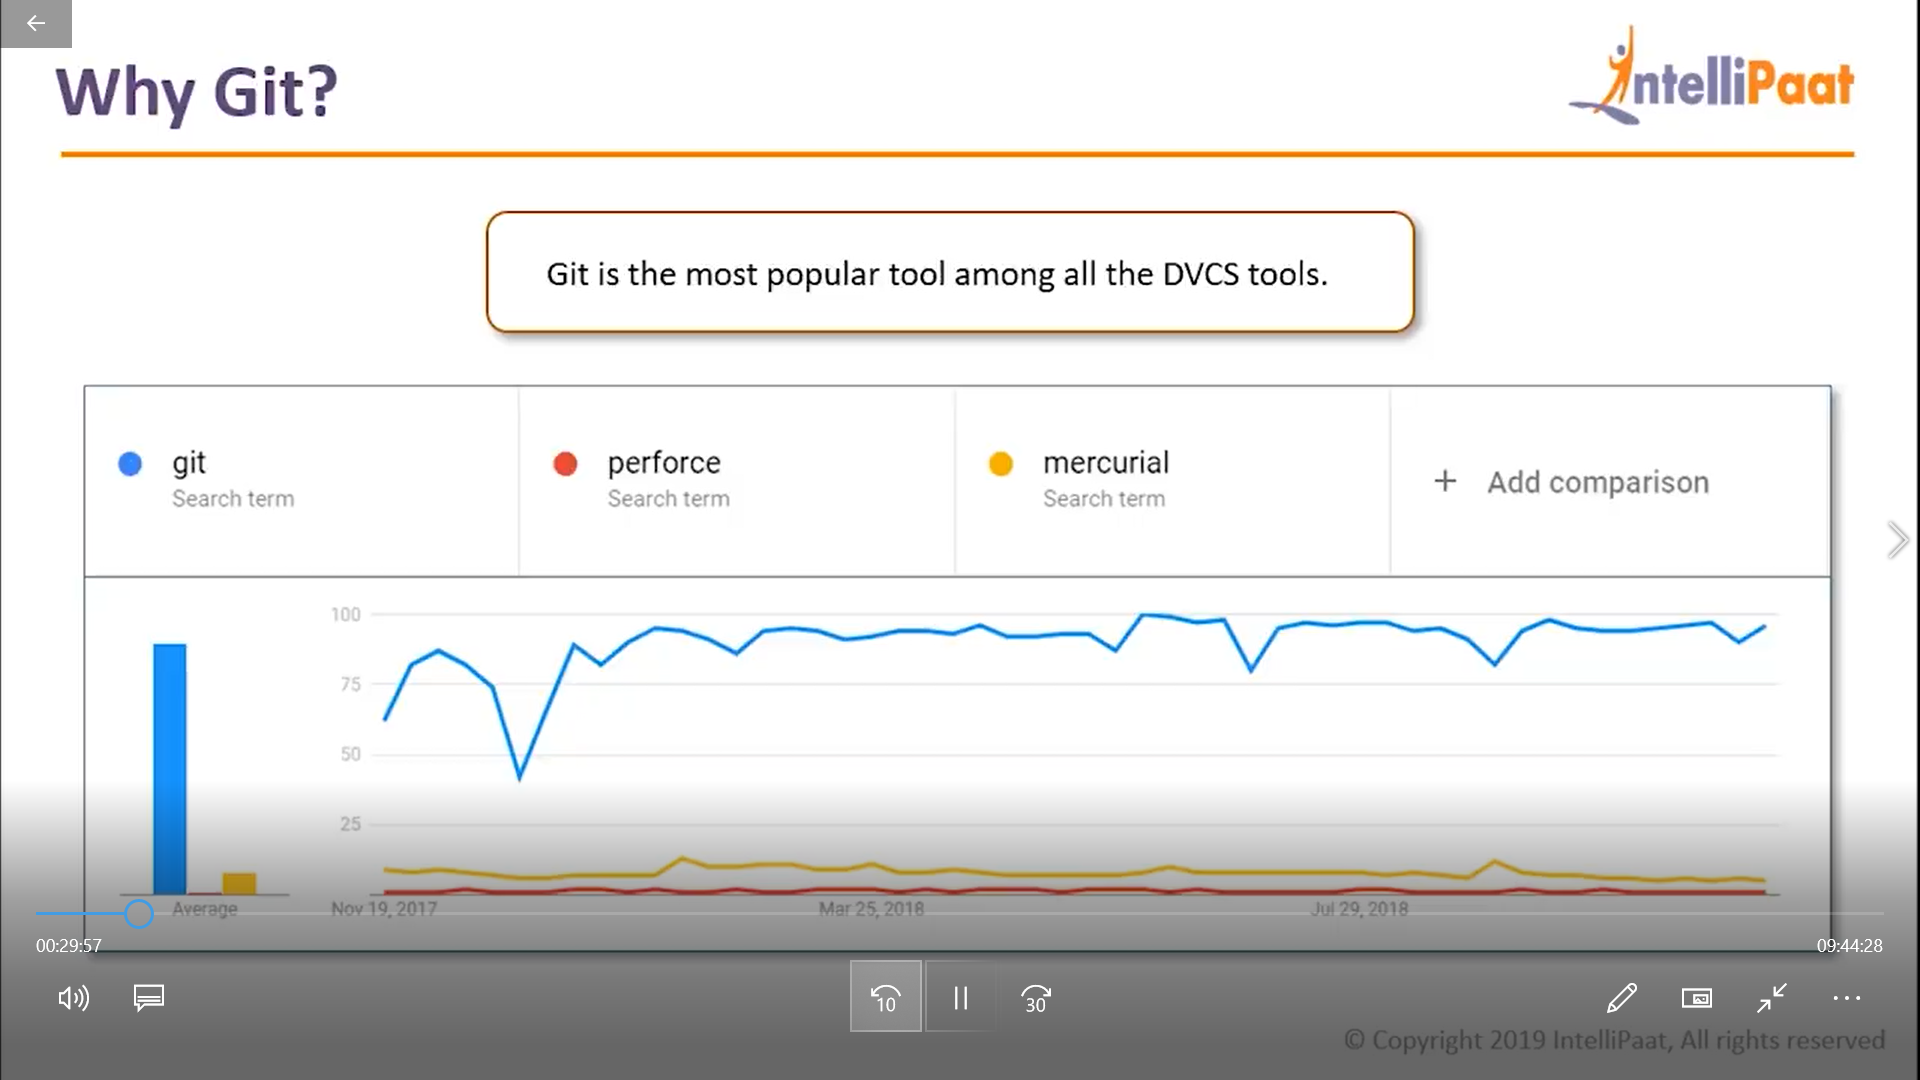 Why Git?
IntelliPaat
Git is the most popular tool among all the DVCS tools.
git
Search term
perforce
Search term
mercurial
Search term
+ Add comparison
100
75
50
25
Average
Nov 19, 2017
Mar 25, 2018
Jul 29, 2018
00:29:57
09:44:28
10
30
© Copyright 2019 IntelliPaat, All rights reserved